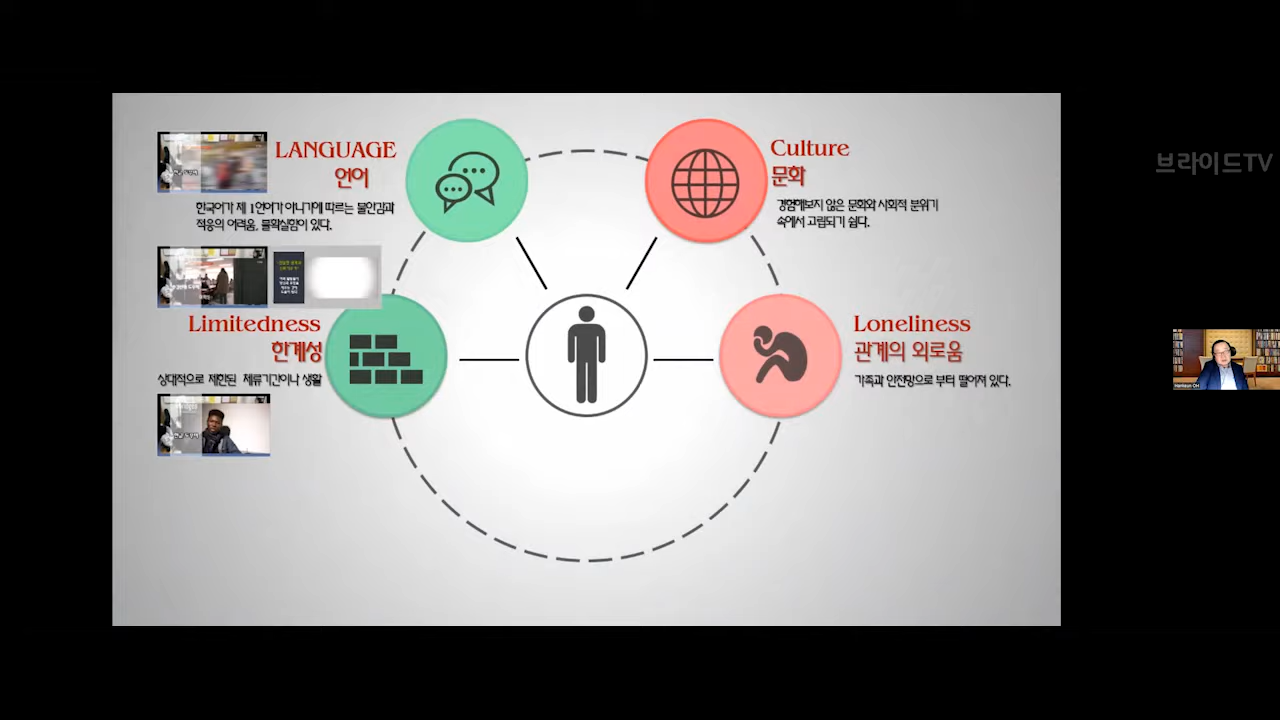 LANGUAGE
언어
한국어가 제 1언어가 아니기에 따르는 불안감과
적응의 어려움, 불확실함이 있다.
Culture
문화
경험해보지 않은 문화와 사회적 분위기
속에서 고립되기 쉽다.
브라이드TV
Limitedness
한계성
상대적으로 제한된 체류기간이나 생활
Loneliness
관계의 외로움
가족과 안전망으로 부터 떨어져 있다.